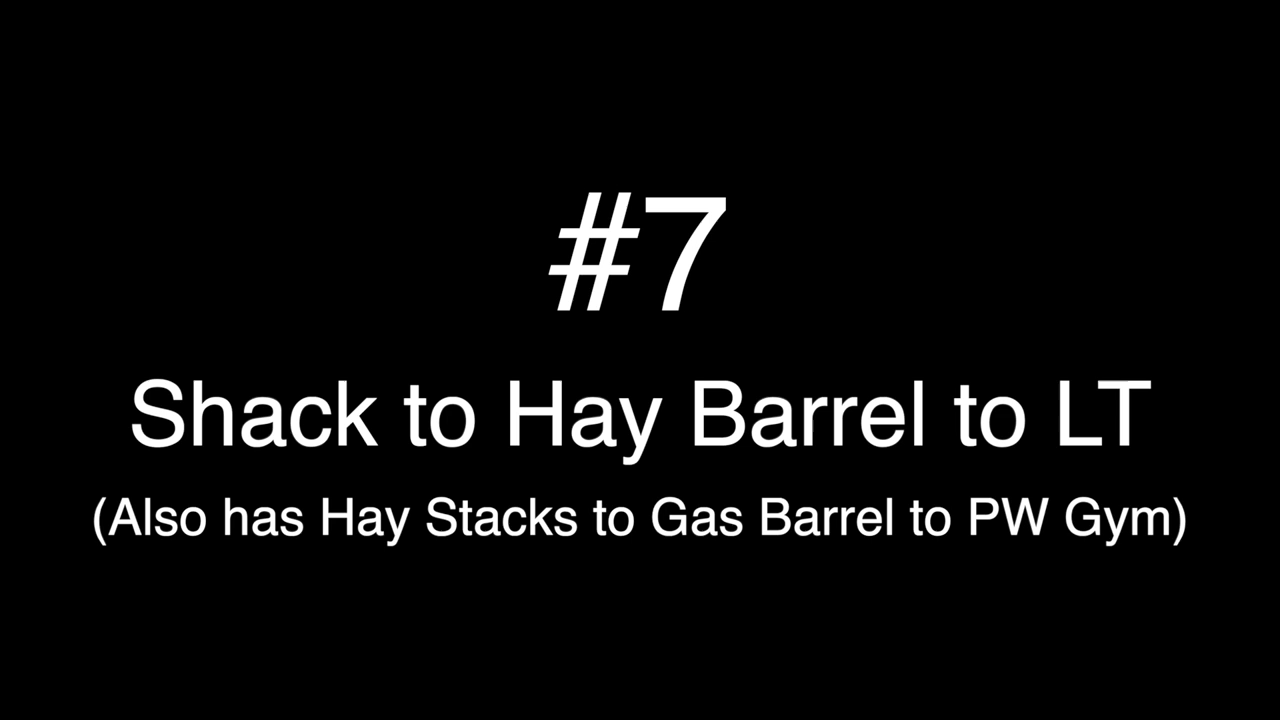 #7
Shack to Hay Barrel to LT
(Also has Hay Stacks to Gas Barrel to PW Gym)